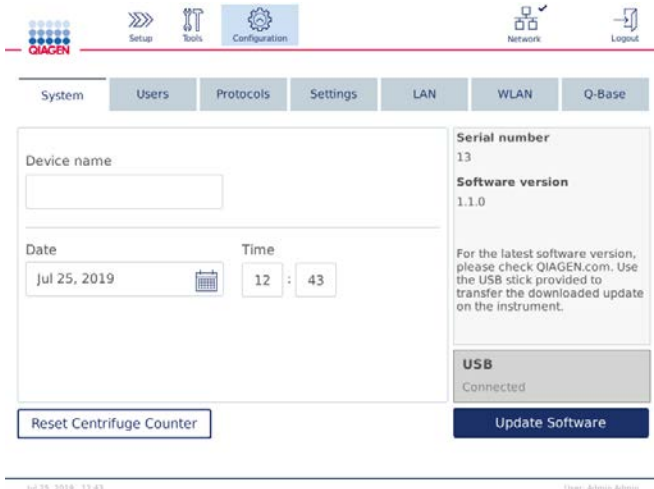 QIAGEN
Setup
Tools
Configuration
Network
Logout
System
Users
Protocols
Settings
LAN
WLAN
Q-Base
Device name
Date
Time
Jul 25, 2019
12 : 43
Reset Centrifuge Counter
Serial number
13
Software version
1.1.0
For the latest software version,
please check QIAGEN.com. Use
the USB stick provided to
transfer the downloaded update
on the instrument.
USB
Connected
Update Software
User: Admin Admin